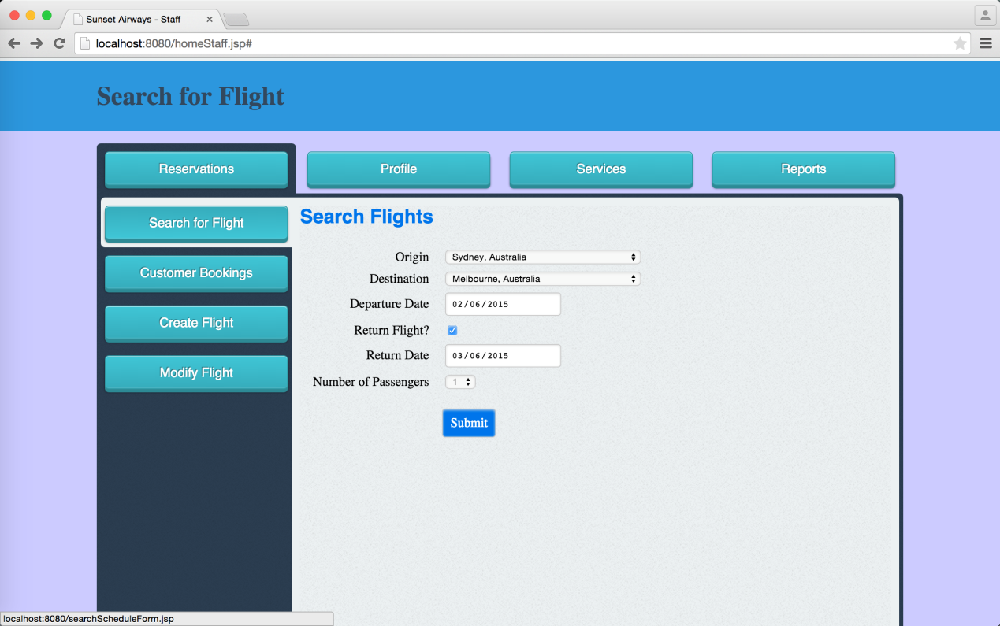 Sunset Airways - Staff
localhost:8080/homeStaff.jsp#
Search for Flight
Reservations Profile Services Reports
Search for Flight
Customer Bookings
Create Flight
Modify Flight
Search Flights
Origin Sydney, Australia
Destination Melbourne, Australia
Departure Date 02/06/2015
Return Flight?
Return Date 03/06/2015
Number of Passengers 1
Submit
localhost:8080/searchScheduleForm.jsp